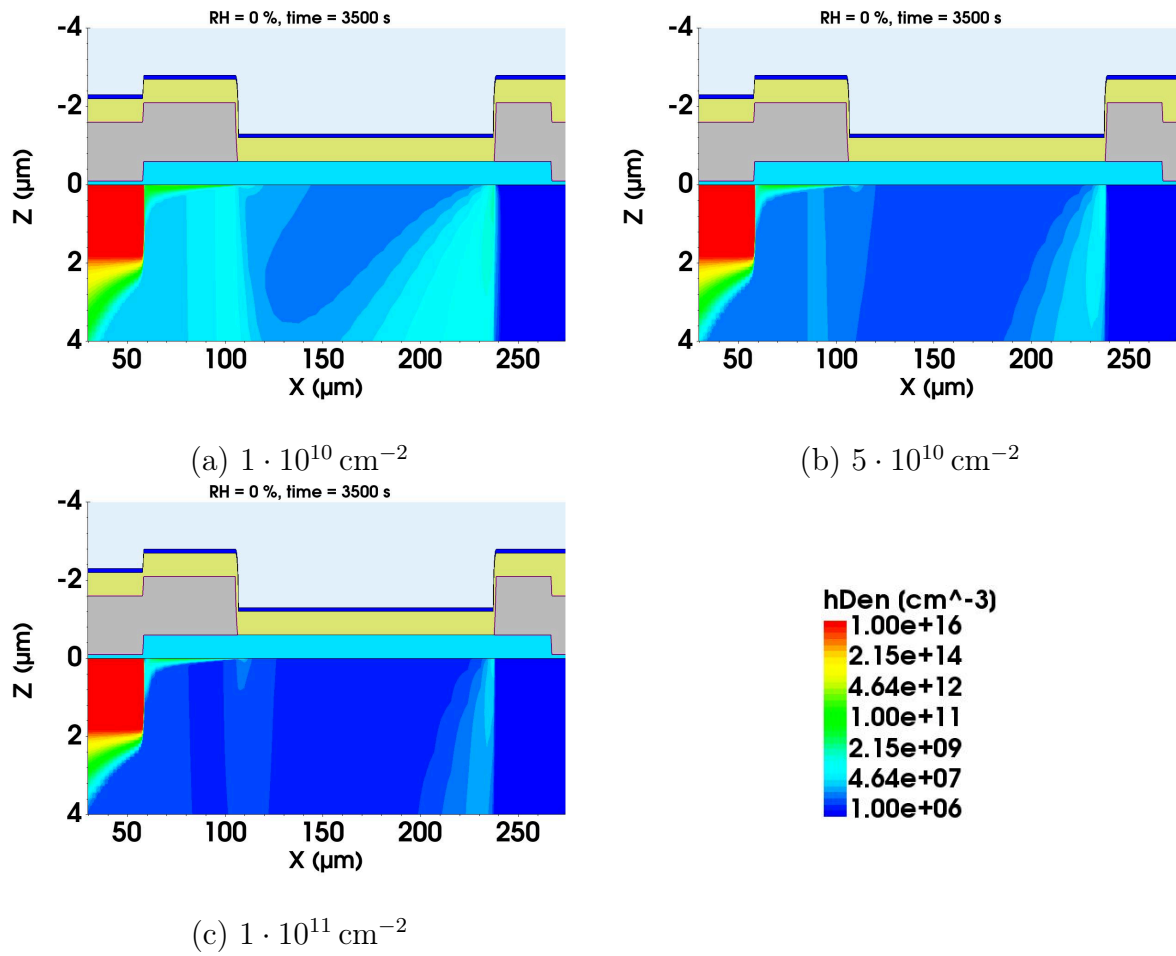 RH = 0 %, time = 3500 s
-4
-2
0
2
4
Z (µm)
50 100 150 200 250
X (µm)
(a) 1 · 10^10 cm^−2
RH = 0 %, time = 3500 s
-4
-2
0
2
4
Z (µm)
50 100 150 200 250
X (µm)
(b) 5 · 10^10 cm^−2
RH = 0 %, time = 3500 s
-4
-2
0
2
4
Z (µm)
50 100 150 200 250
X (µm)
(c) 1 · 10^11 cm^−2
hDen (cm^-3)
1.00e+16
2.15e+14
4.64e+12
1.00e+11
2.15e+09
4.64e+07
1.00e+06